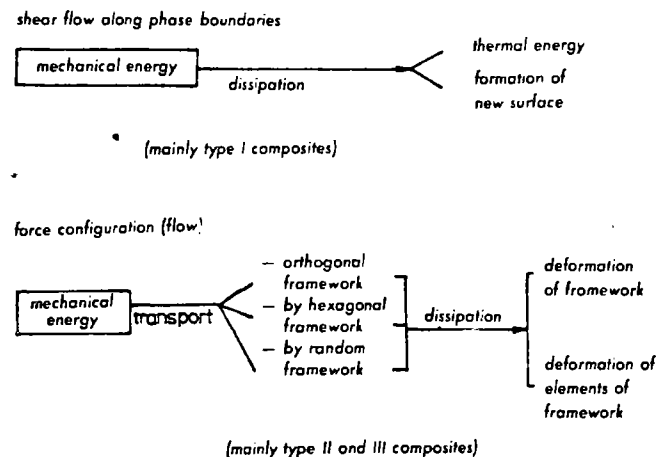 shear flow along phase boundaries
mechanical energy
dissipation
thermal energy
formation of
new surface
(mainly type I composites)
force configuration (flow)
mechanical
energy
transport
– orthogonal
framework
– by hexagonal
framework
– by random
framework
dissipation
deformation
of framework
deformation of
elements of
framework
(mainly type II and III composites)